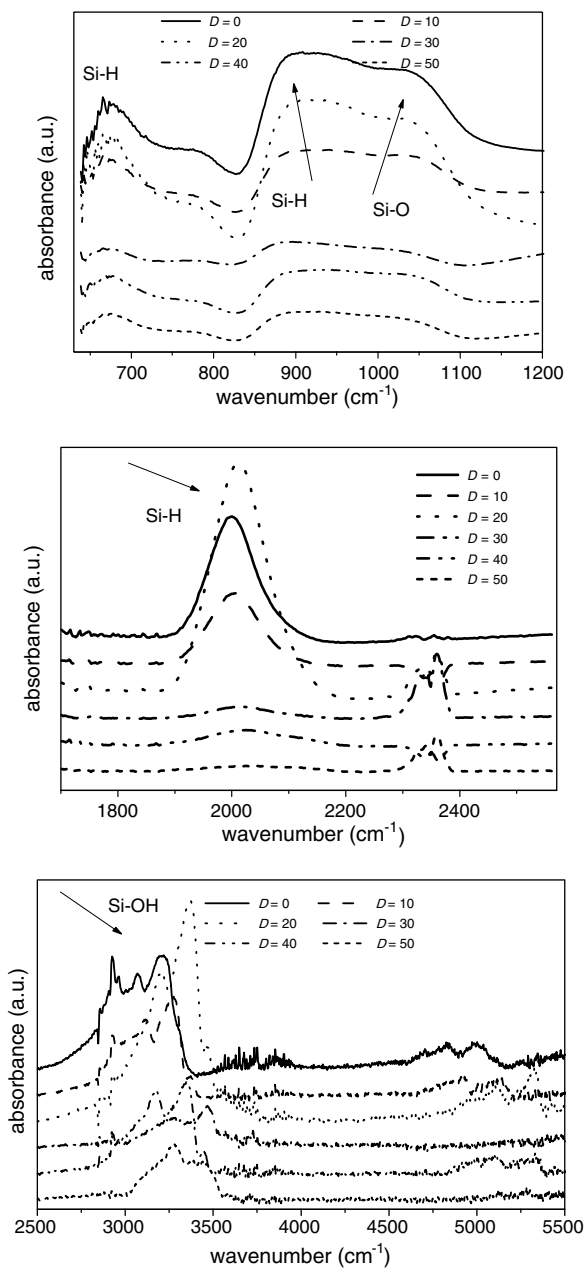 D = 0 D = 10
D = 20 D = 30
D = 40 D = 50
Si-H
Si-H
Si-O
absorbance (a.u.)
700 800 900 1000 1100 1200
wavenumber (cm⁻¹)
Si-H
D = 0
D = 10
D = 20
D = 30
D = 40
D = 50
absorbance (a.u.)
1800 2000 2200 2400
wavenumber (cm⁻¹)
Si-OH
D = 0 D = 10
D = 20 D = 30
D = 40 D = 50
absorbance (a.u.)
2500 3000 3500 4000 4500 5000 5500
wavenumber (cm⁻¹)